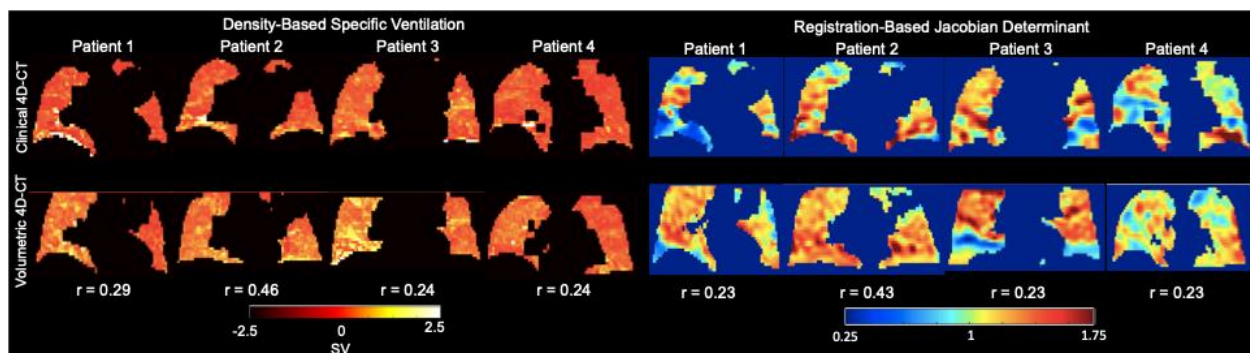 Density-Based Specific Ventilation
Patient 1 Patient 2 Patient 3 Patient 4
Registration-Based Jacobian Determinant
Patient 1 Patient 2 Patient 3 Patient 4
Clinical 4D-CT
Volumetric 4D-CT
r = 0.29 r = 0.46 r = 0.24 r = 0.24
r = 0.23 r = 0.43 r = 0.23 r = 0.23
-2.5 0 2.5
SV
0.25 1 1.75